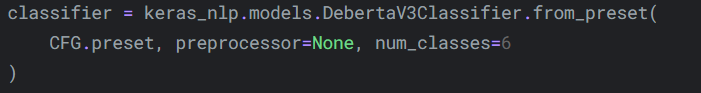 classifier = keras_nlp.models.DebertaV3Classifier.from_preset(
    CFG.preset, preprocessor=None, num_classes=6
)